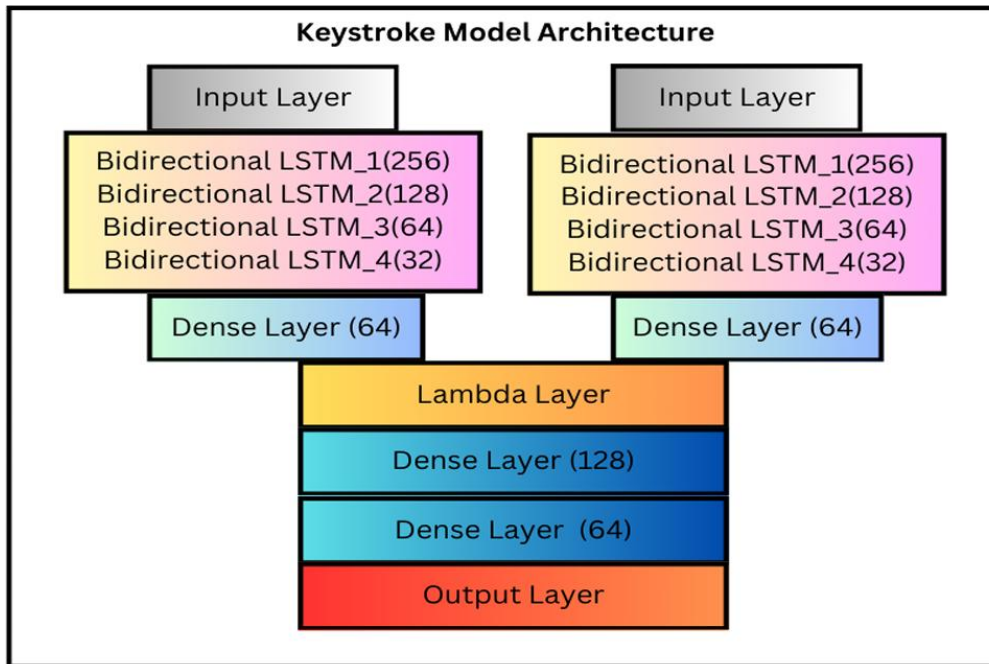 Keystroke Model Architecture
Input Layer
Bidirectional LSTM_1(256)
Bidirectional LSTM_2(128)
Bidirectional LSTM_3(64)
Bidirectional LSTM_4(32)
Dense Layer (64)
Input Layer
Bidirectional LSTM_1(256)
Bidirectional LSTM_2(128)
Bidirectional LSTM_3(64)
Bidirectional LSTM_4(32)
Dense Layer (64)
Lambda Layer
Dense Layer (128)
Dense Layer (64)
Output Layer